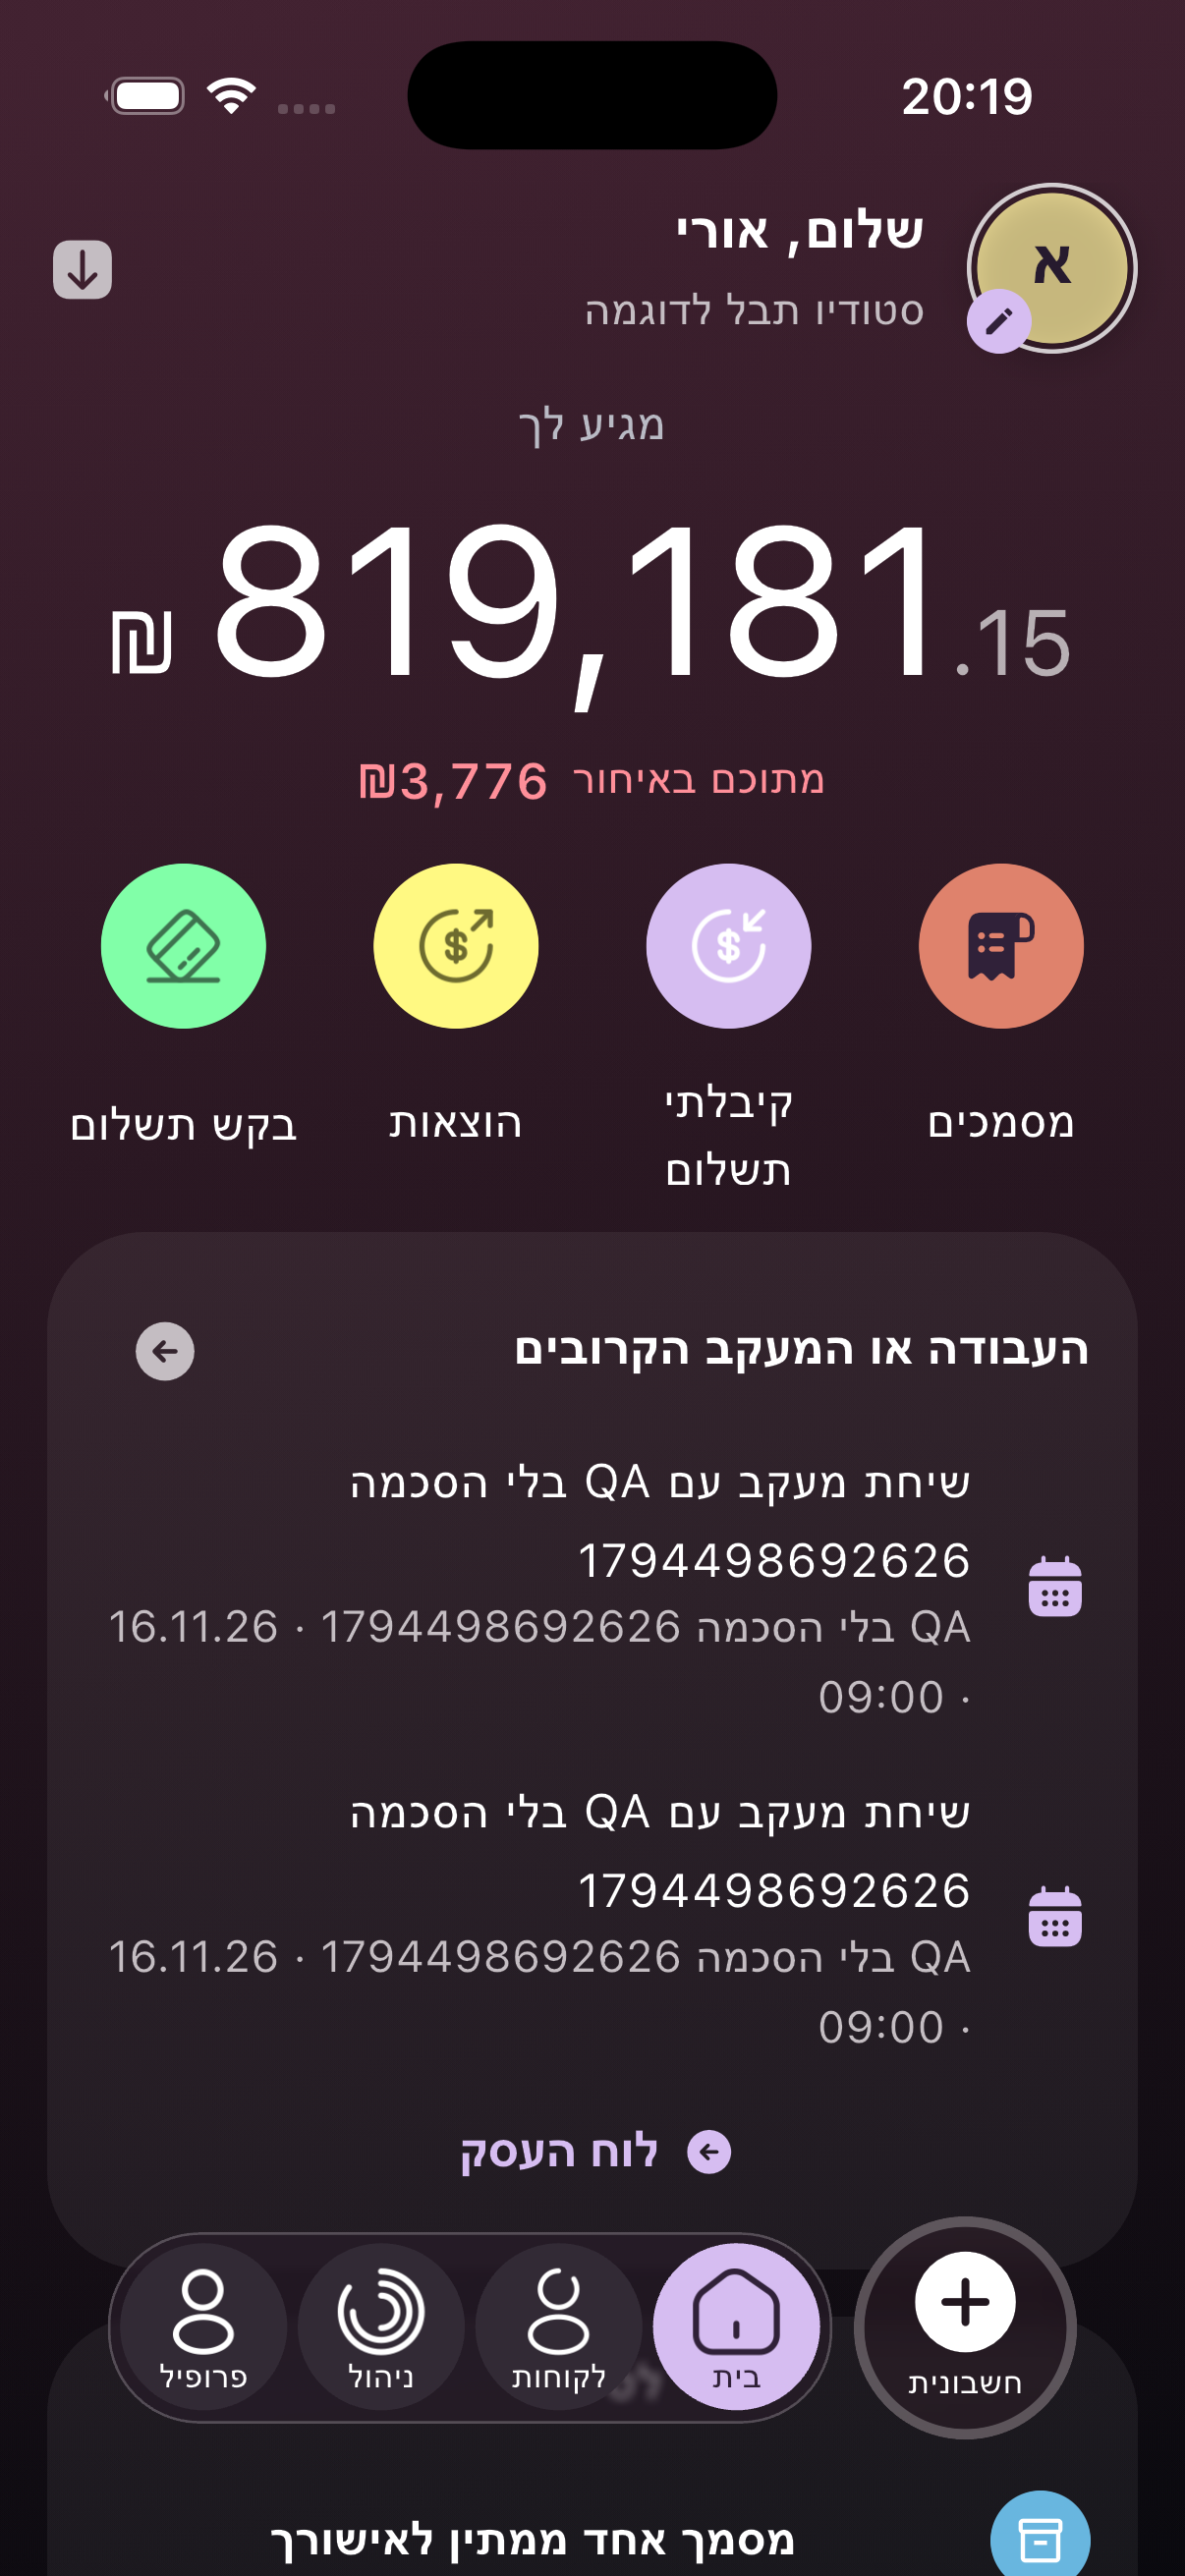 20:19
שלום, אורי
סטודיו תבל לדוגמה
א
מגיע לך
₪ 819,181.15
מתוכם באיחור ₪3,776
מסמכים
קיבלתי
תשלום
הוצאות
בקש תשלום
העבודה או המעקב הקרובים
שיחת מעקב עם QA בלי הסכמה
1794498692626
QA בלי הסכמה 1794498692626 · 16.11.26
· 09:00
שיחת מעקב עם QA בלי הסכמה
1794498692626
QA בלי הסכמה 1794498692626 · 16.11.26
· 09:00
לוח העסק
חשבונית
בית
לקוחות
ניהול
פרופיל
מסמך אחד ממתין לאישורך